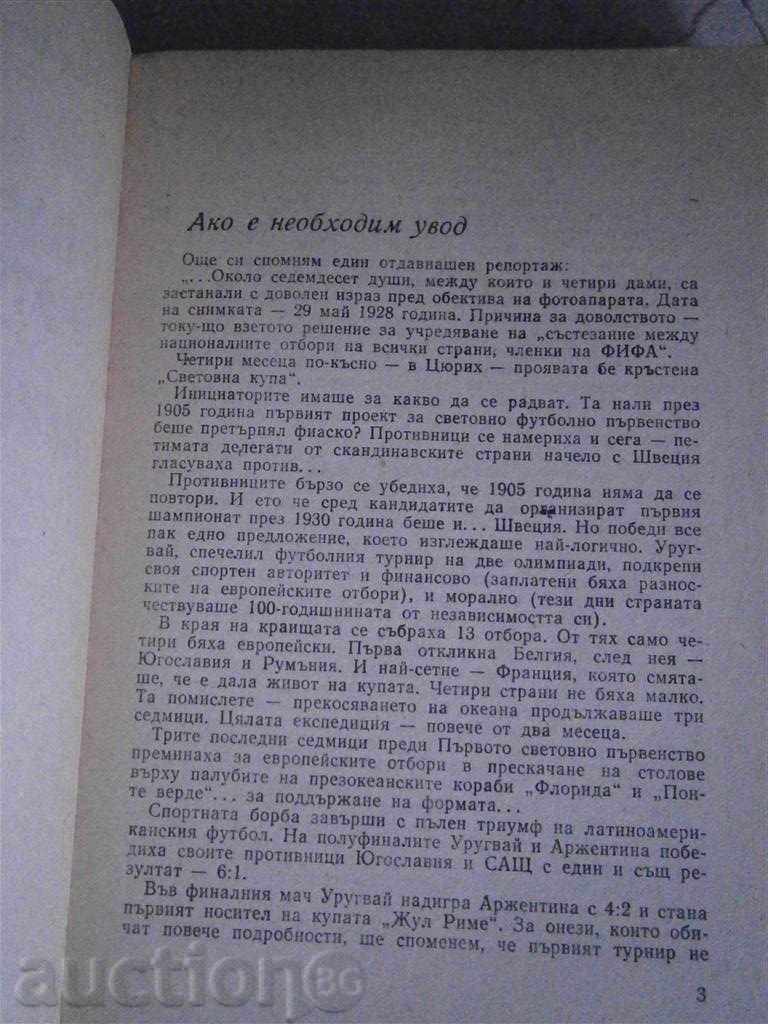 Ако е необходим увод
Още си спомням един отдавнашен репортаж:
„...Около седемдесет души, между които и четири дами, са
застанали с доволен израз пред обектива на фотоапарата. Дата
на снимката — 29 май 1928 година. Причина за доволството —
току-що взетото решение за учредяване на „състезание между
националните отбори на всички страни, членки на ФИФА“.
Четири месеца по-късно — в Цюрих — проявата бе кръстена
„Световна купа“.
Инициаторите имаше за какво да се радват. Та нали през
1905 година първият проект за световно футболно първенство
беше претърпял фиаско? Противници се намериха и сега — пе-
тимата делегати от скандинавските страни начело с Швеция
гласуваха против...
Противниците бързо се убедиха, че 1905 година няма да се
повтори. И ето че сред кандидатите да организират първия
шампионат през 1930 година беше и... Швеция. Но победи все
пак едно предложение, което изглеждаше най-логично. Уруг-
вай, спечелил футболния турнир на две олимпиади, подкрепи
своя спортен авторитет и финансово (заплатени бяха разнос-
ките на европейските отбори), и морално (тези дни страната
чествуваше 100-годишнината от независимостта си).
В края на краищата се събраха 13 отбора. От тях само че-
тири бяха европейски. Първа откликна Белгия, след нея —
Югославия и Румъния. И най-сетне — Франция, която смята-
ше, че е дала живот на купата. Четири страни не бяха малко.
Та помислете — прекосяването на океана продължаваше три
седмици. Цялата експедиция — повече от два месеца.
Трите последни седмици преди Първото световно първенство
преминаха за европейските отбори в прескачане на столове
върху палубите на презокеанските кораби „Флорида“ и „Пон-
те верде“... за поддържане на формата...
Спортната борба завърши с пълен триумф на латиноамери-
канския футбол. На полуфиналите Уругвай и Аржентина побе-
диха своите противници Югославия и САЩ с един и същ ре-
зултат — 6:1.
Във финалния мач Уругвай надигра Аржентина с 4:2 и стана
първият носител на купата „Жул Риме“. За онези, които оби-
чат повече подробности, ще споменем, че първият турнир не
3
auctionBG